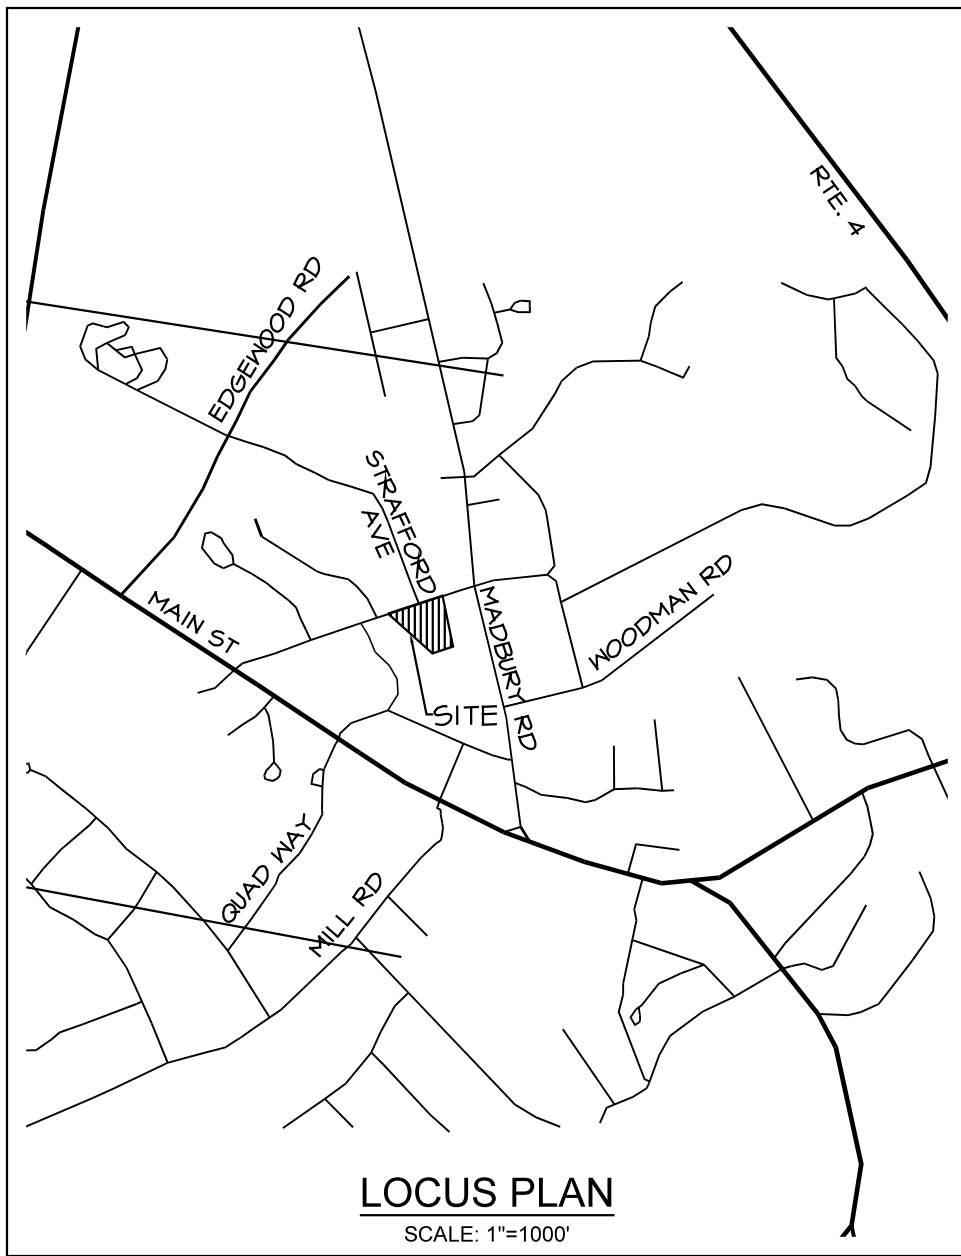 RTE. 4
EDGEWOOD RD
STRAFFORD
AVE
MAIN ST
MADBURY RD
WOODMAN RD
SITE
QUAD WAY
MILL RD
LOCUS PLAN
SCALE: 1"=1000'